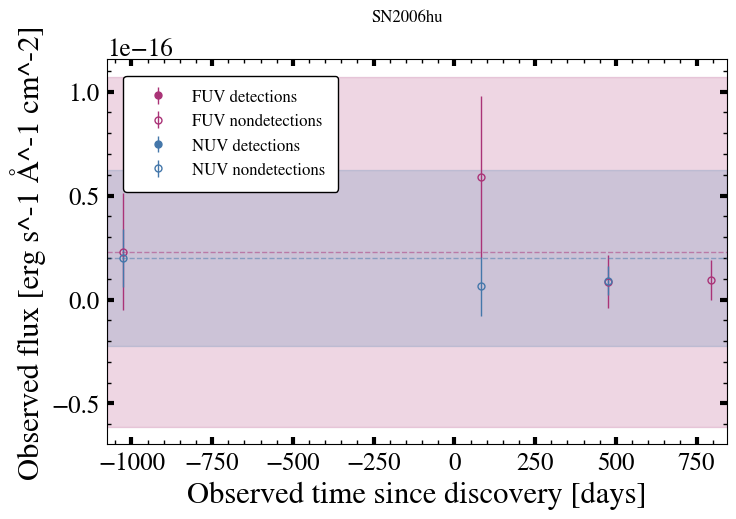 SN2006hu
1e−16
Observed flux [erg s^-1 Å^-1 cm^-2]
1.0
0.5
0.0
−0.5
FUV detections
FUV nondetections
NUV detections
NUV nondetections
−1000 −750 −500 −250 0 250 500 750
Observed time since discovery [days]